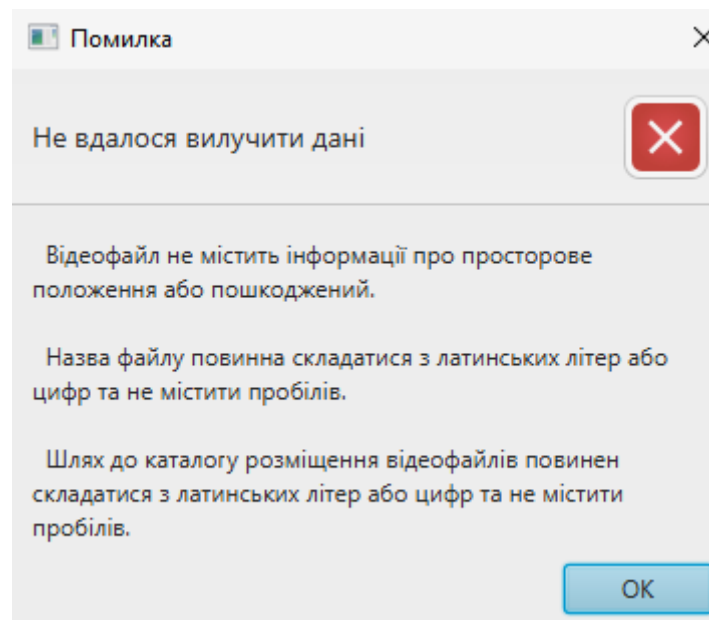 Помилка
Не вдалося вилучити дані
Відеофайл не містить інформації про просторове
положення або пошкоджений.
Назва файлу повинна складатися з латинських літер або
цифр та не містити пробілів.
Шлях до каталогу розміщення відеофайлів повинен
складатися з латинських літер або цифр та не містити
пробілів.
OK